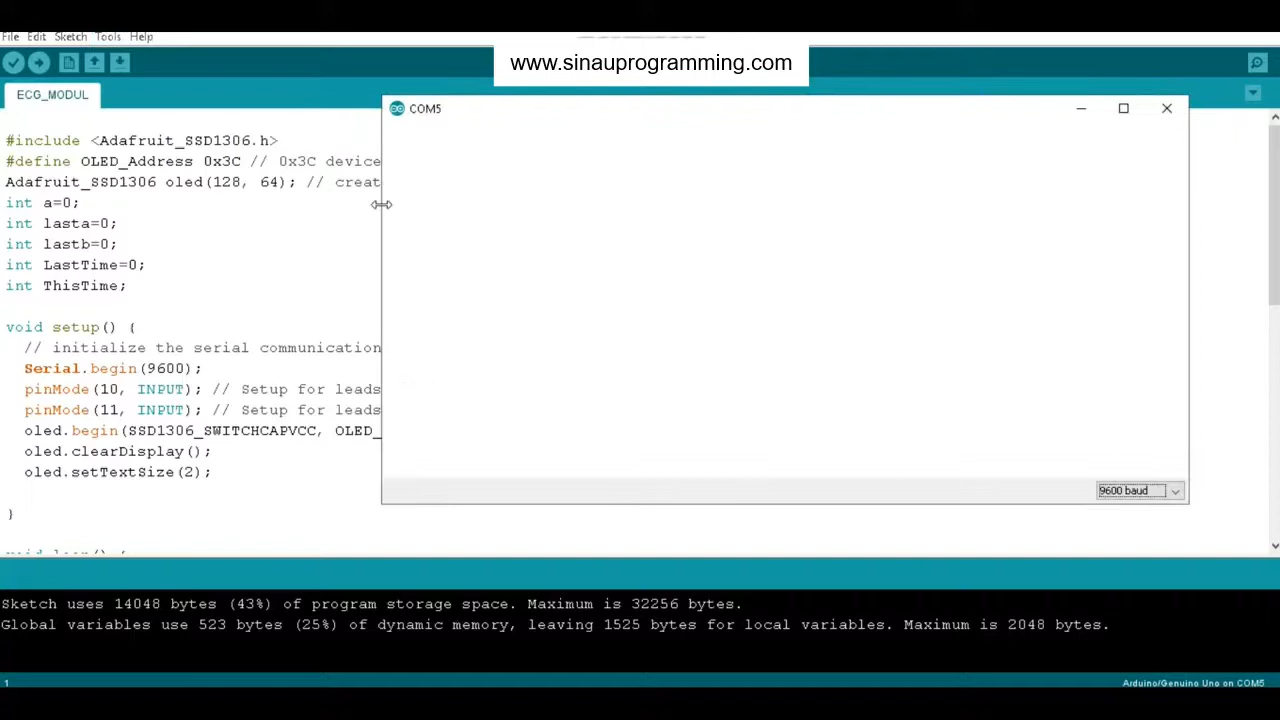 File Edit Sketch Tools Help
www.sinauprogramming.com
ECG_MODUL
COM5
#include <Adafruit_SSD1306.h>
#define OLED_Address 0x3C // 0x3C device
Adafruit_SSD1306 oled(128, 64); // creat
int a=0;
int lasta=0;
int lastb=0;
int LastTime=0;
int ThisTime;
void setup() {
// initialize the serial communication
Serial.begin(9600);
pinMode(10, INPUT); // Setup for leads
pinMode(11, INPUT); // Setup for leads
oled.begin(SSD1306_SWITCHCAPVCC, OLED_
oled.clearDisplay();
oled.setTextSize(2);
}
9600 baud
void loop() {
Sketch uses 14048 bytes (43%) of program storage space. Maximum is 32256 bytes.
Global variables use 523 bytes (25%) of dynamic memory, leaving 1525 bytes for local variables. Maximum is 2048 bytes.
1
Arduino/Genuino Uno on COM5